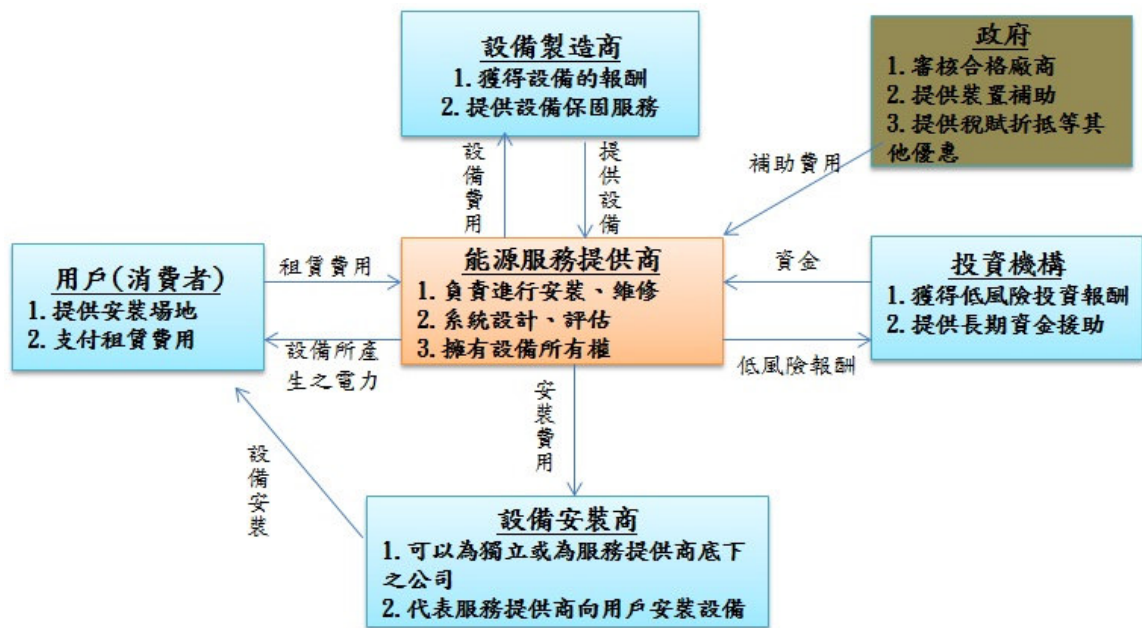 設備製造商
1. 獲得設備的報酬
2. 提供設備保固服務
政府
1. 審核合格廠商
2. 提供裝置補助
3. 提供稅賦折抵等其
他優惠
設備費用
提供設備
補助費用
用戶(消費者)
1. 提供安裝場地
2. 支付租賃費用
租賃費用
設備所產
生之電力
能源服務提供商
1. 負責進行安裝、維修
2. 系統設計、評估
3. 擁有設備所有權
資金
低風險報酬
投資機構
1. 獲得低風險投資報酬
2. 提供長期資金援助
設備安裝
安裝費用
設備安裝商
1. 可以為獨立或為服務提供商底下
之公司
2. 代表服務提供商向用戶安裝設備